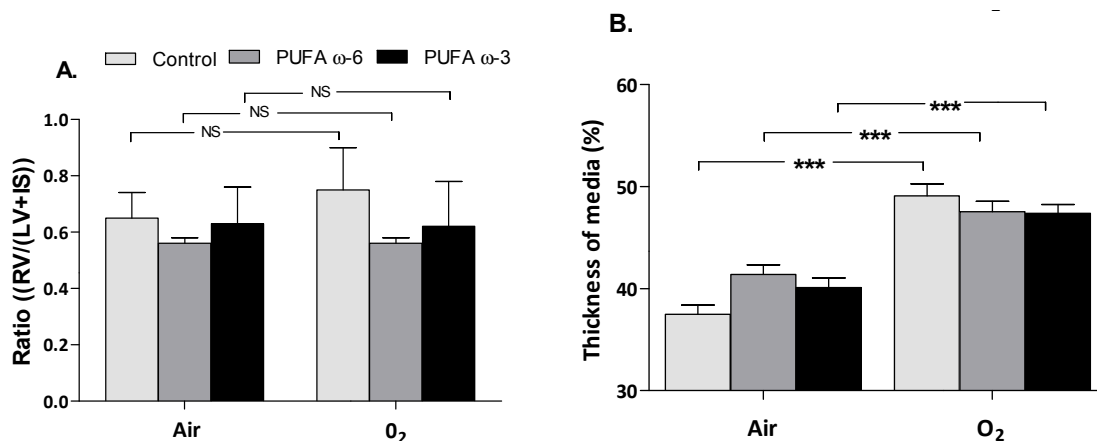 A.
Control PUFA ω-6 PUFA ω-3
NS
NS
NS
Ratio ((RV/(LV+IS))
1.0
0.8
0.6
0.4
0.2
0.0
Air 0₂
B.
***
***
***
Thickness of media (%)
60
50
40
30
Air O₂